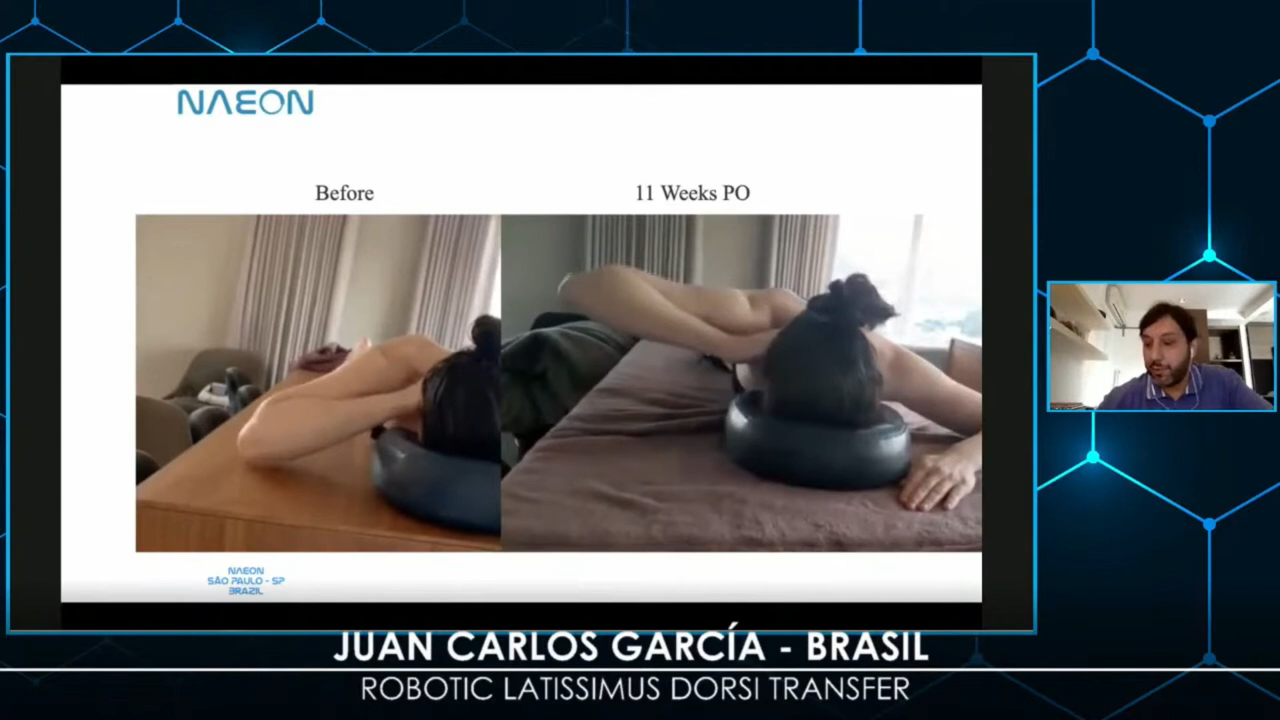 NAEON
Before
11 Weeks PO
NAEON
SÃO PAULO - SP
BRAZIL
JUAN CARLOS GARCÍA - BRASIL
ROBOTIC LATISSIMUS DORSI TRANSFER